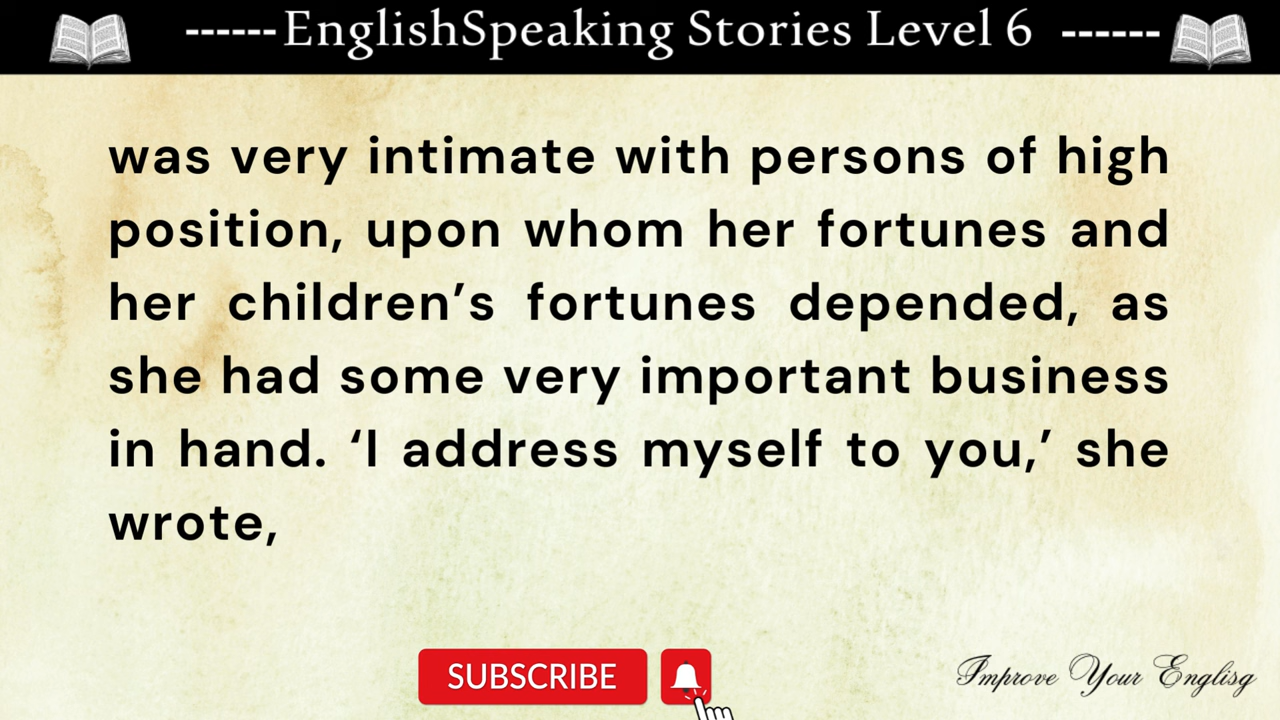 ------EnglishSpeaking Stories Level 6 ------
was very intimate with persons of high
position, upon whom her fortunes and
her children’s fortunes depended, as
she had some very important business
in hand. ‘I address myself to you,’ she
wrote,
SUBSCRIBE
Improve Your Englisg